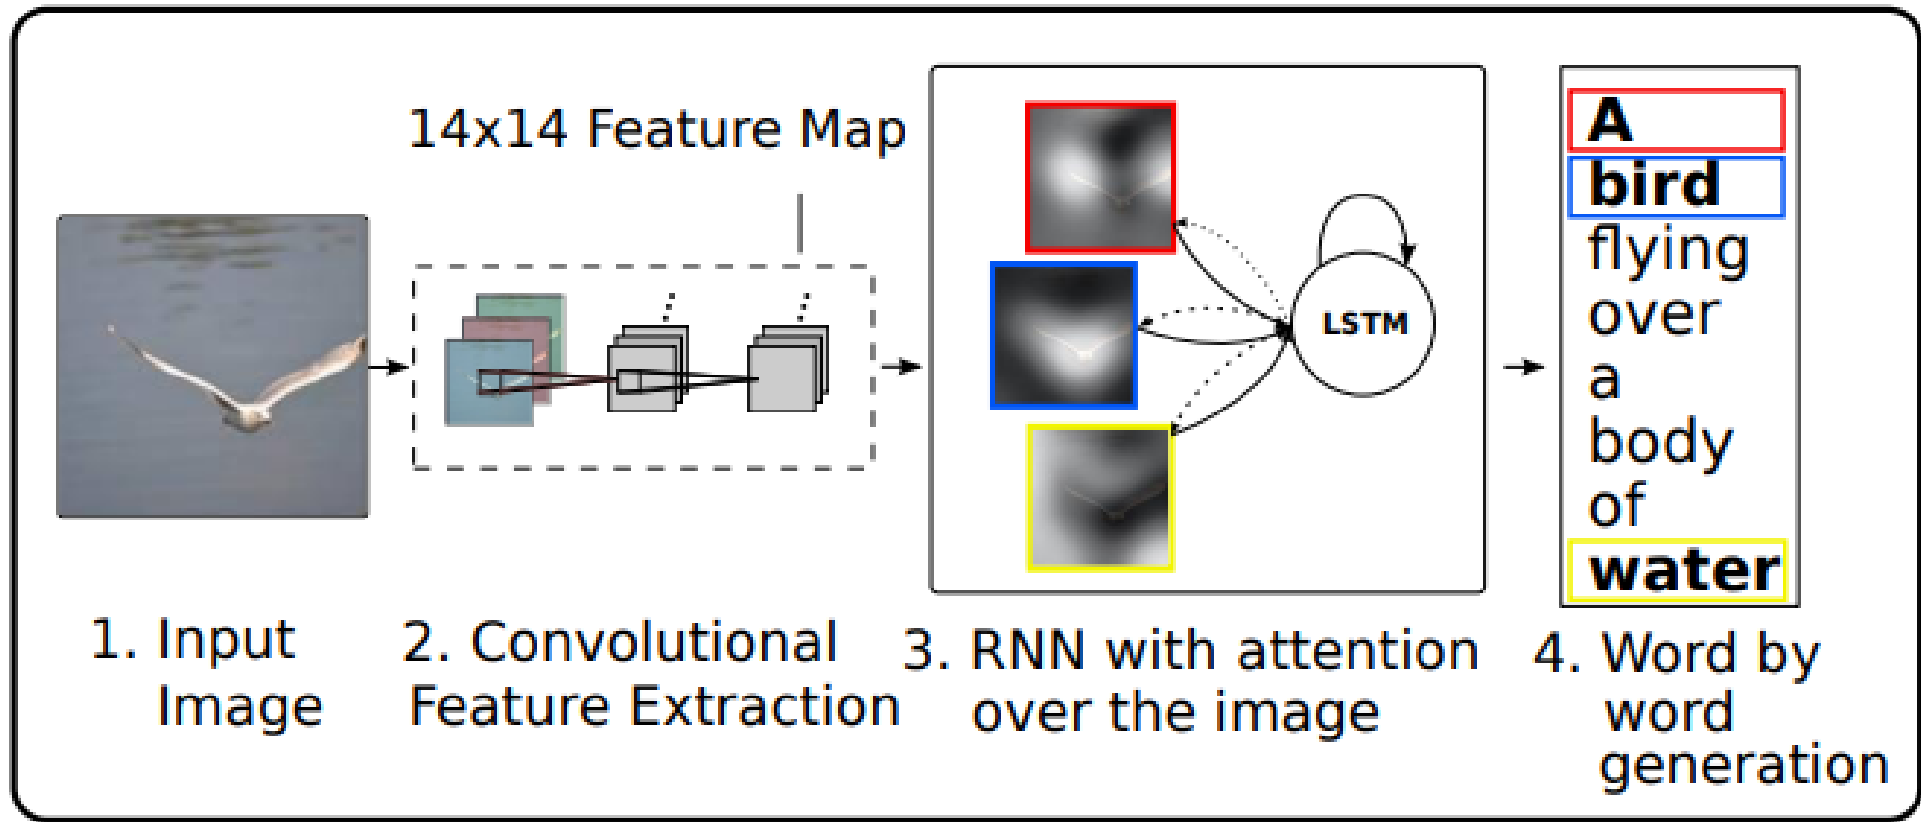 14x14 Feature Map
LSTM
A
bird
flying
over
a
body
of
water
1. Input
Image
2. Convolutional
Feature Extraction
3. RNN with attention
over the image
4. Word by
word
generation